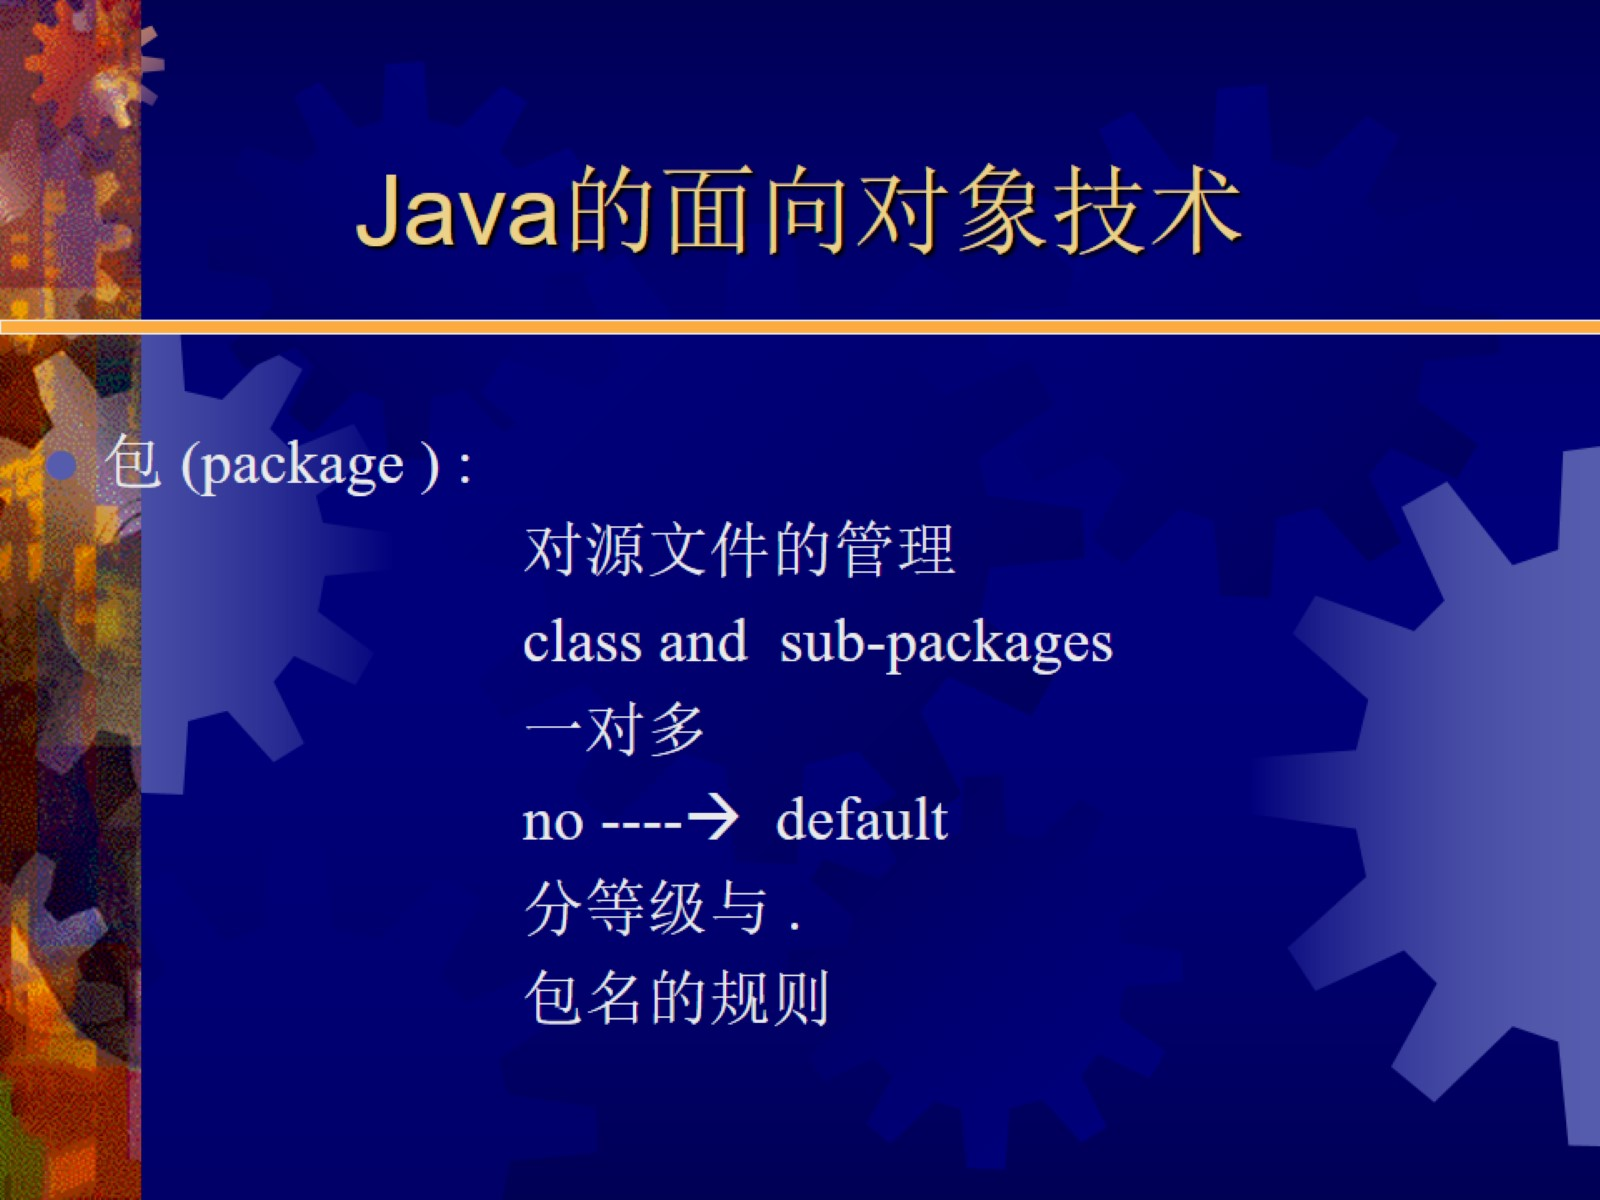 Java的面向对象技术
包 (package ) :
对源文件的管理
class and  sub-packages
一对多
no ----→  default
分等级与 .
包名的规则